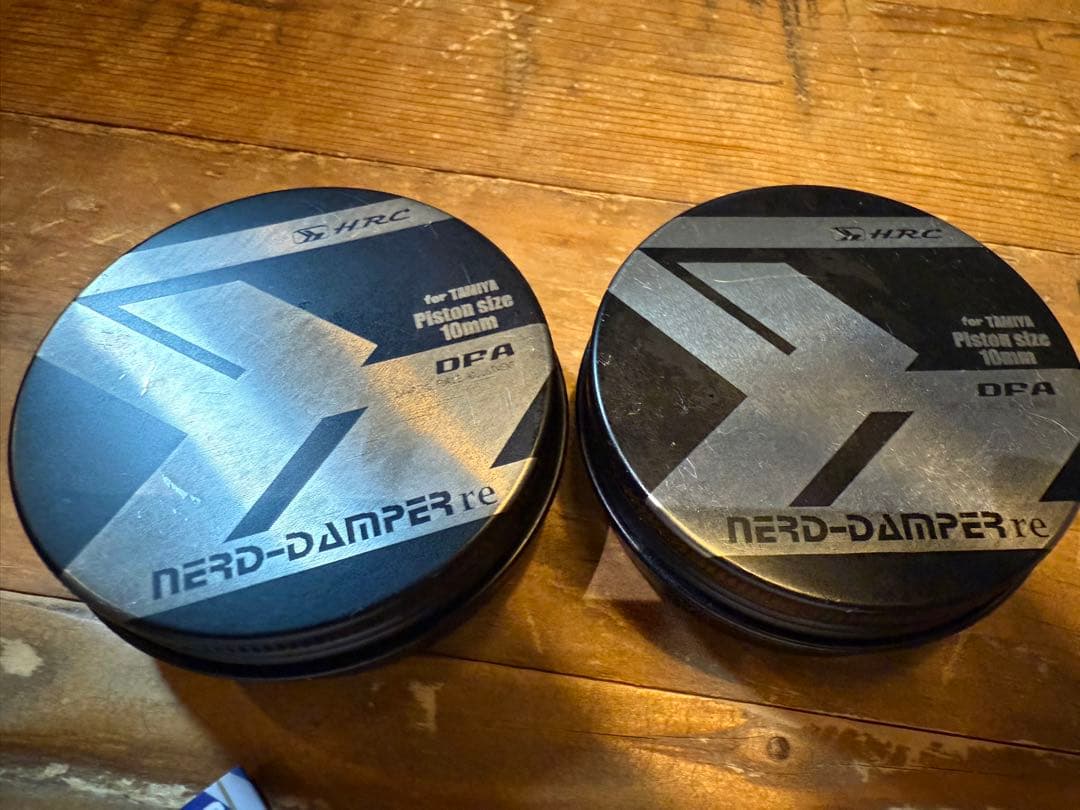 HRC
for TAMIYA
Piston size
10mm
DFA
NERD-DAMPER re
HRC
for TAMIYA
Piston size
10mm
DFA
NERD-DAMPER re